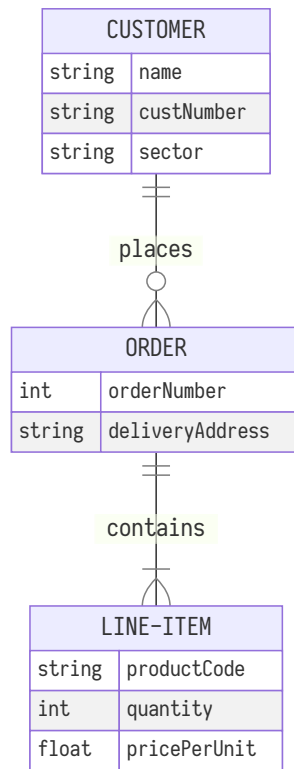 CUSTOMER
string name
string custNumber
string sector
places
ORDER
int orderNumber
string deliveryAddress
contains
LINE-ITEM
string productCode
int quantity
float pricePerUnit